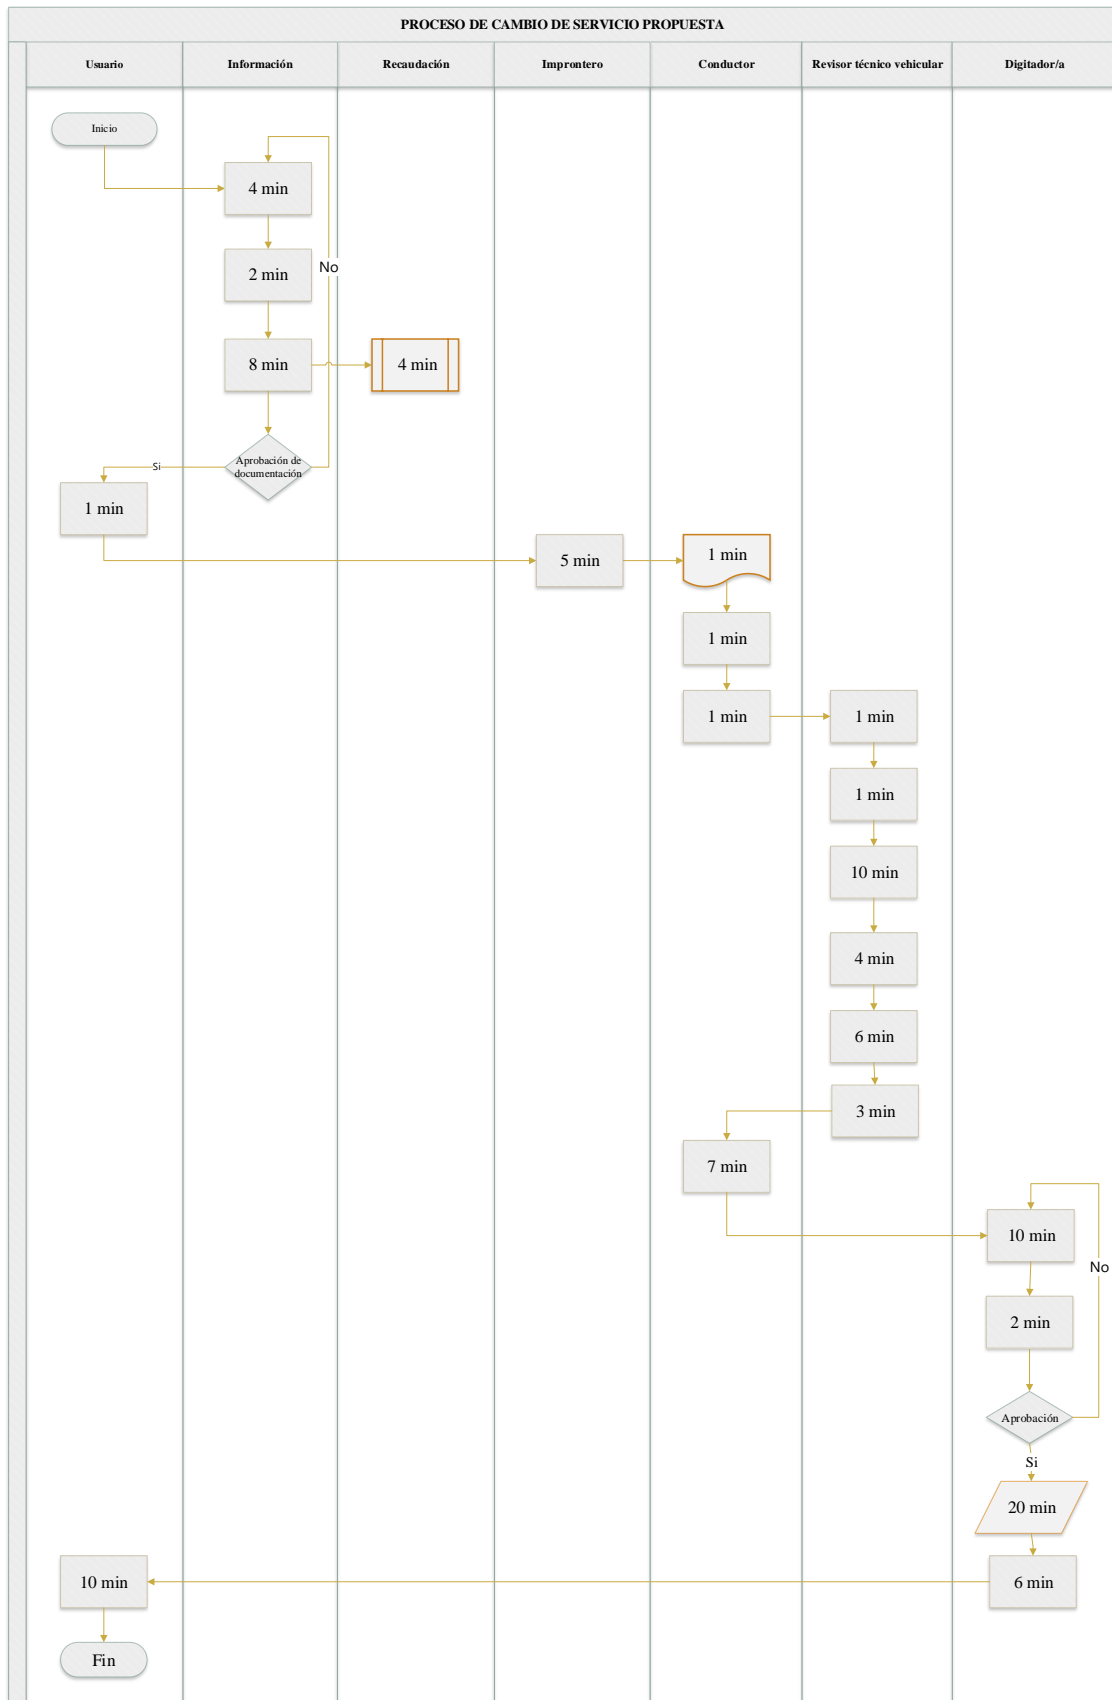 PROCESO DE CAMBIO DE SERVICIO PROPUESTA
Usuario
Información
Recaudación
Improntero
Conductor
Revisor técnico vehicular
Digitador/a
Inicio
4 min
2 min
No
8 min
4 min
Aprobación de
documentación
Si
1 min
5 min
1 min
1 min
1 min
1 min
1 min
10 min
4 min
6 min
3 min
7 min
10 min
No
2 min
Aprobación
Si
20 min
6 min
10 min
Fin